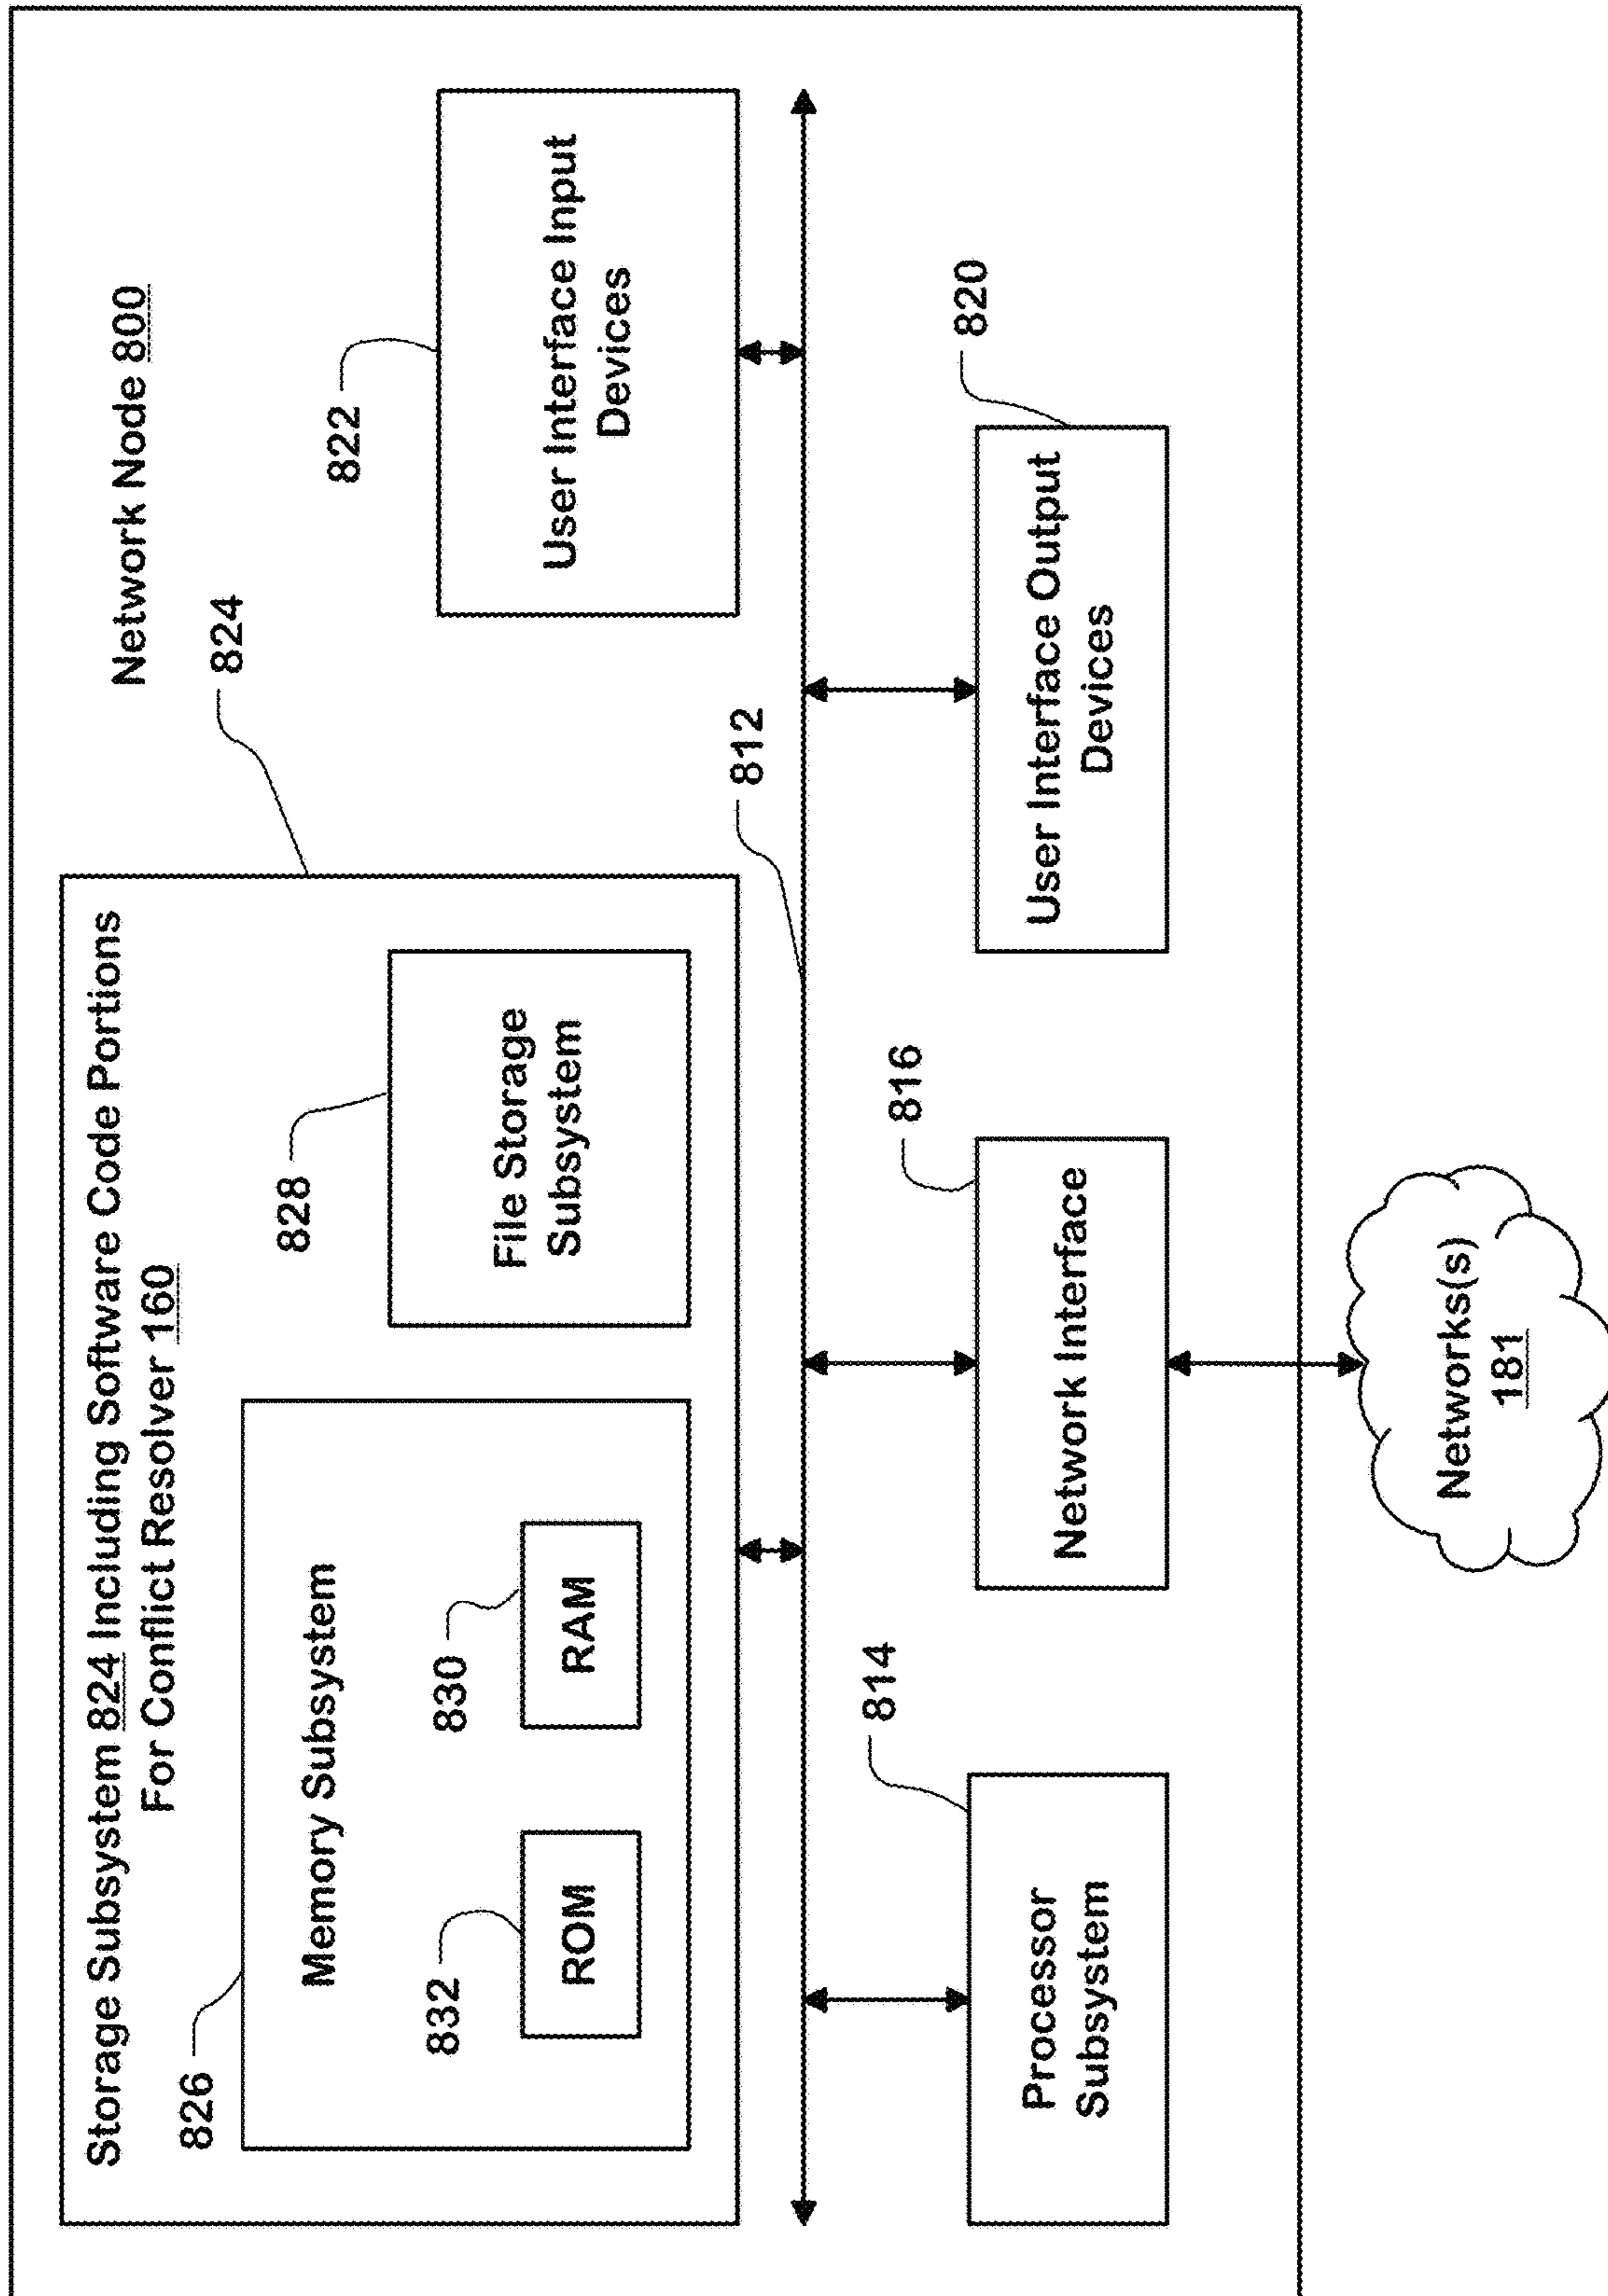 Network Node 800
Storage Subsystem 824 Including Software Code Portions
For Conflict Resolver 160
824
826
Memory Subsystem
832
ROM
830
RAM
828
File Storage
Subsystem
822
User Interface Input
Devices
812
814
Processor
Subsystem
816
Network Interface
820
User Interface Output
Devices
Networks(s)
181